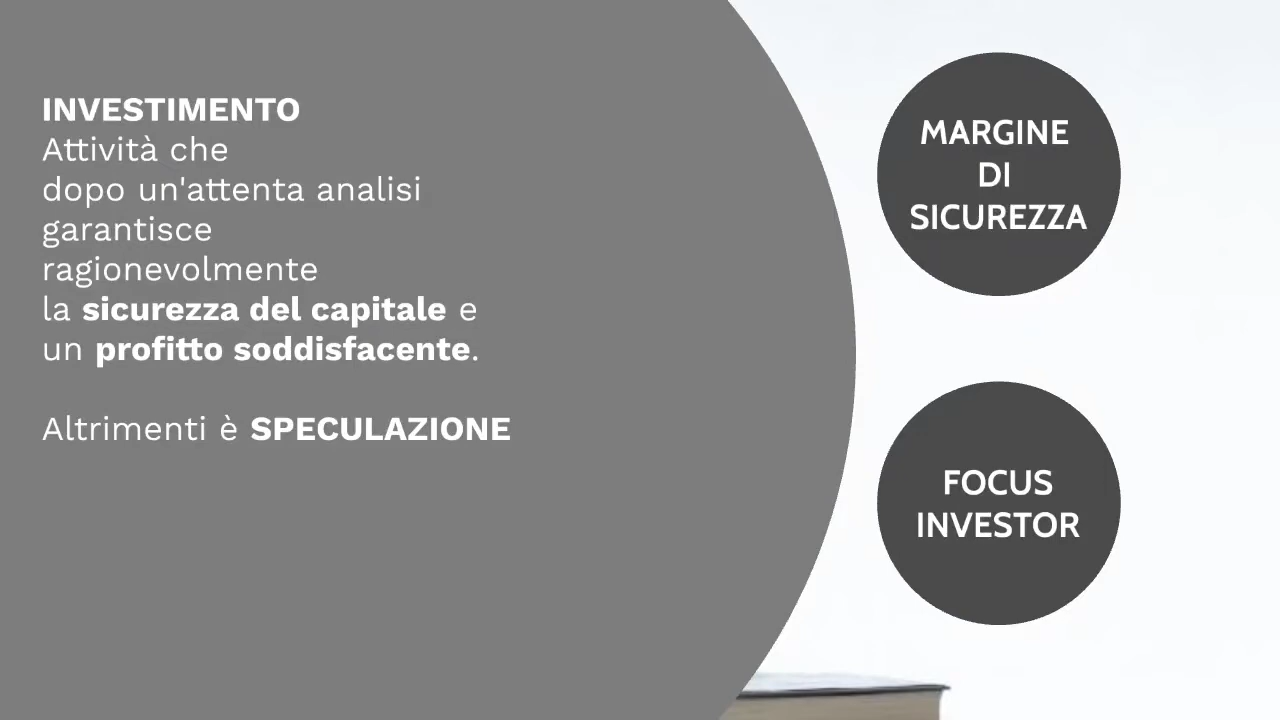 INVESTIMENTO
Attività che
dopo un'attenta analisi
garantisce
ragionevolmente
la sicurezza del capitale e
un profitto soddisfacente.
Altrimenti è SPECULAZIONE
MARGINE
DI
SICUREZZA
FOCUS
INVESTOR